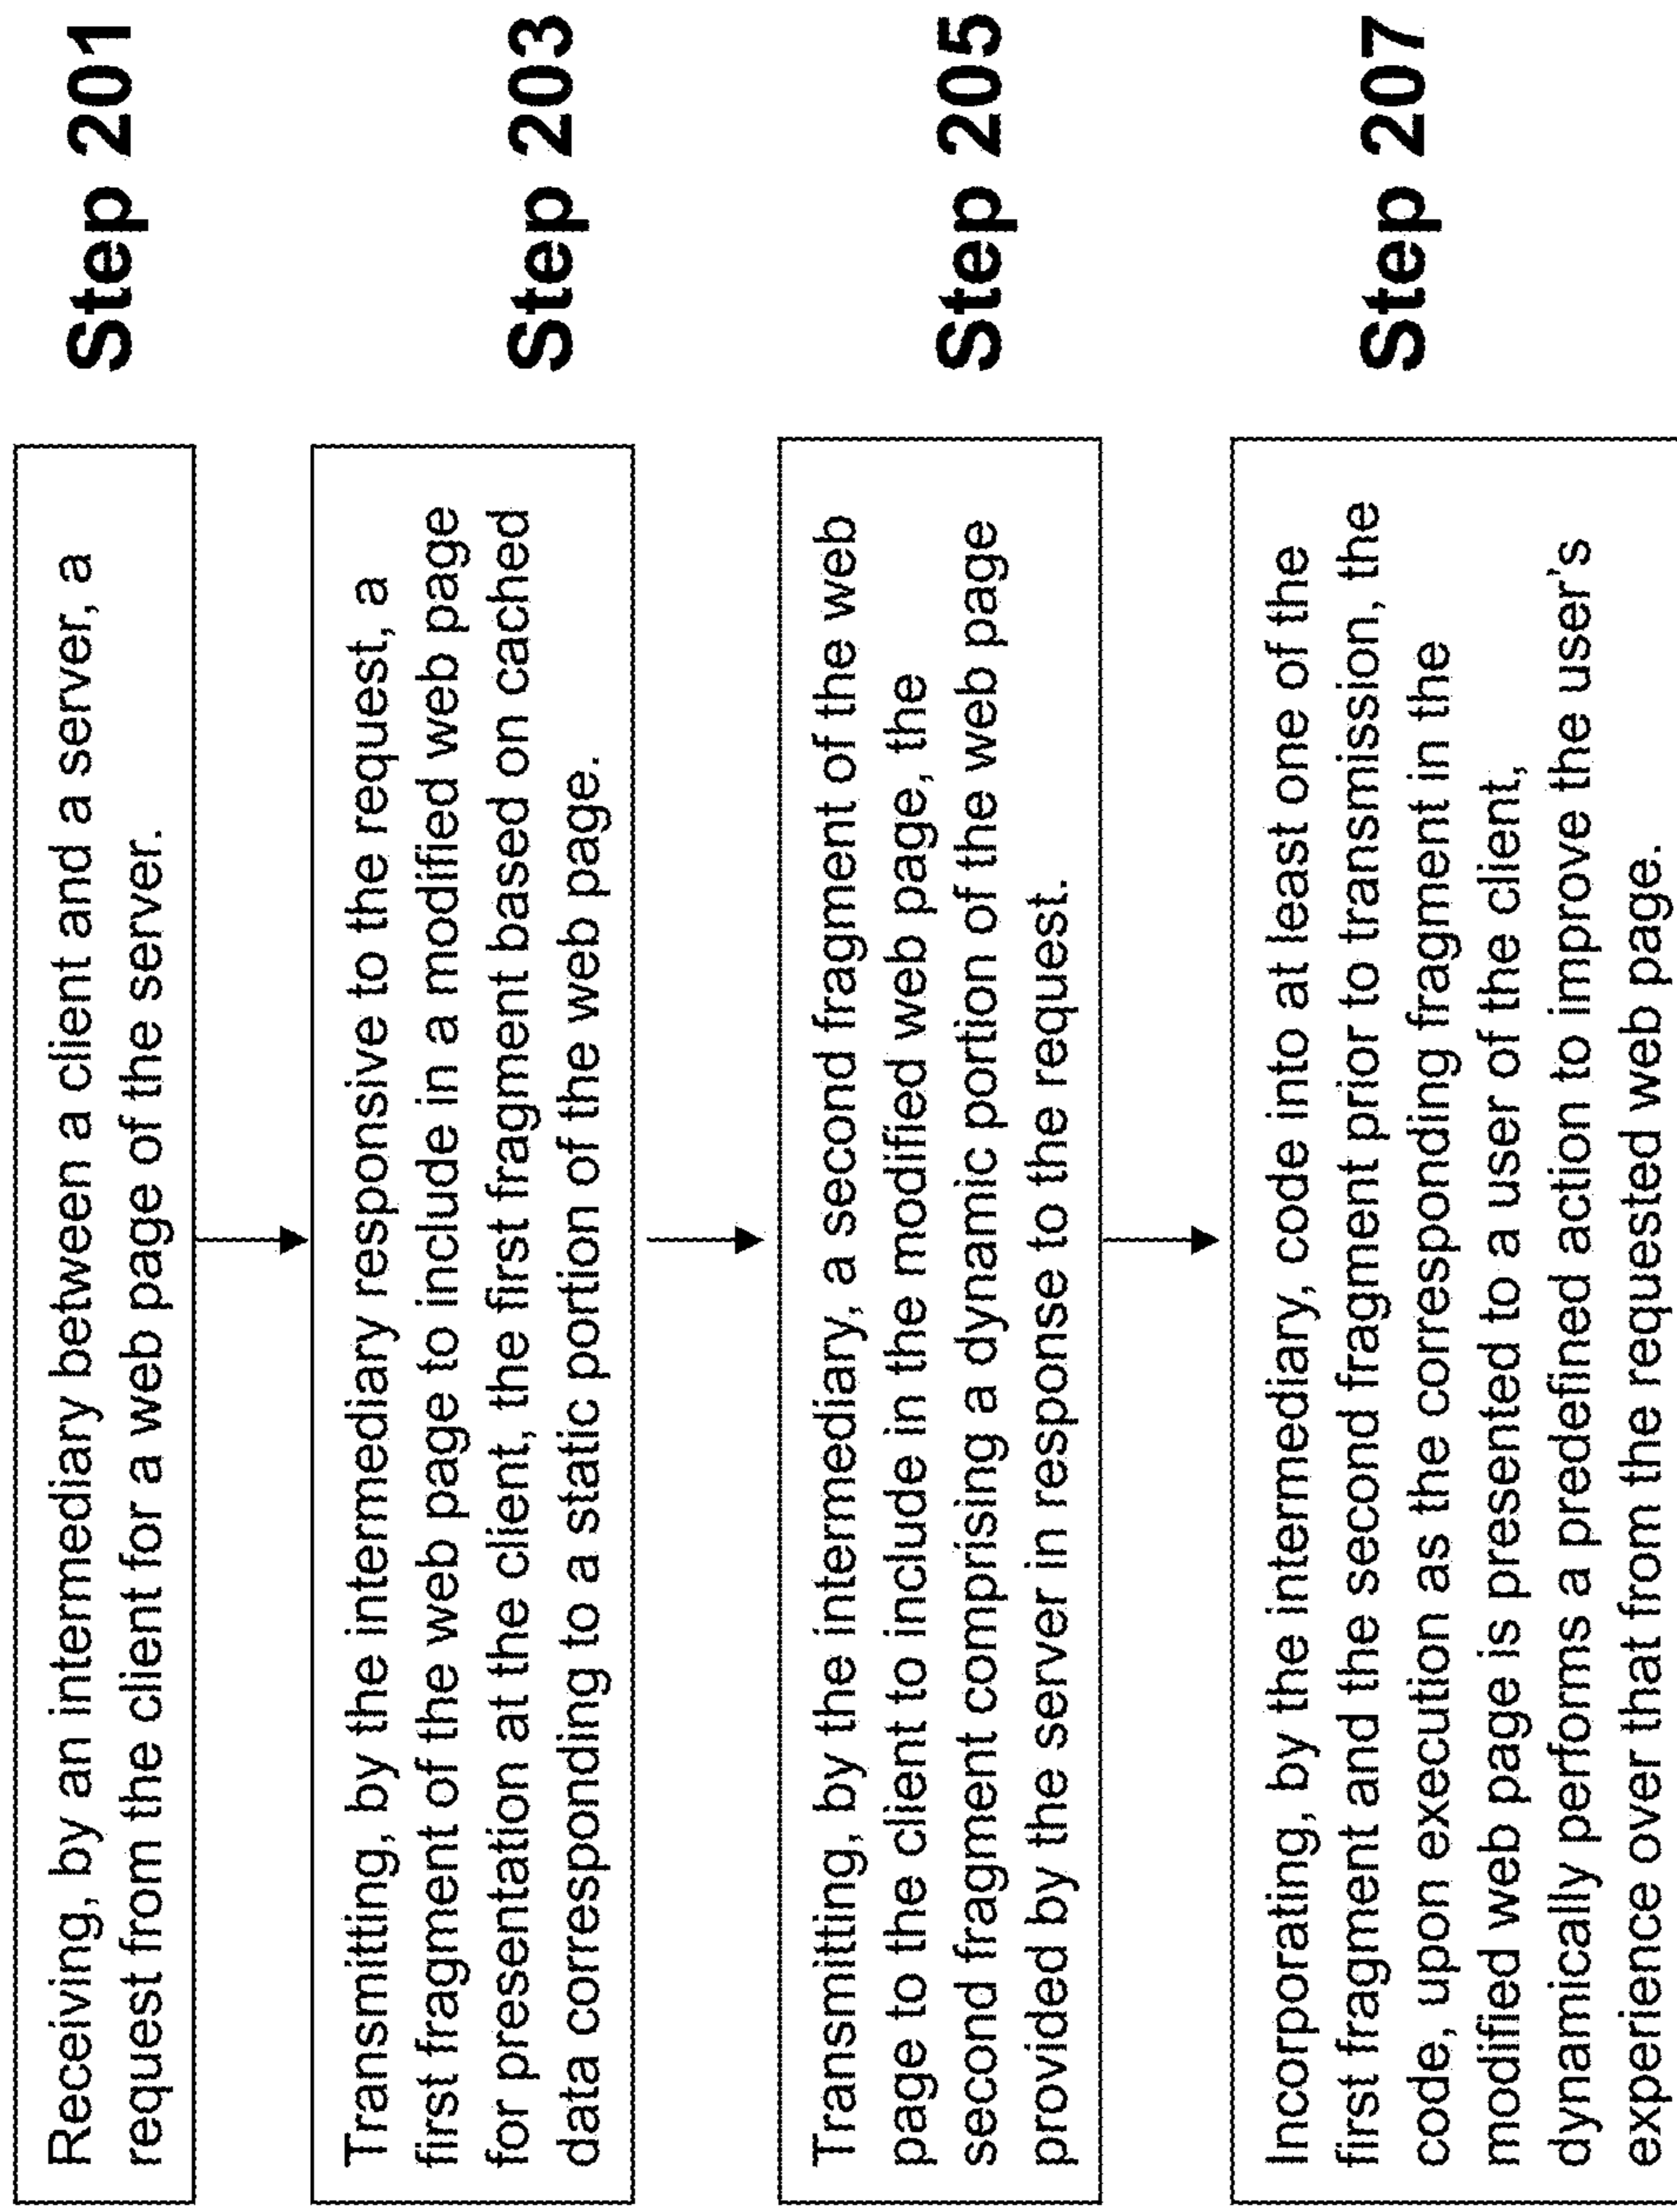 Step 201
Receiving, by an intermediary between a client and a server, a
request from the client for a web page of the server.
Step 203
Transmitting, by the intermediary responsive to the request, a
first fragment of the web page to include in a modified web page
for presentation at the client, the first fragment based on cached
data corresponding to a static portion of the web page.
Step 205
Transmitting, by the intermediary, a second fragment of the web
page to the client to include in the modified web page, the
second fragment comprising a dynamic portion of the web page
provided by the server in response to the request.
Step 207
Incorporating, by the intermediary, code into at least one of the
first fragment and the second fragment prior to transmission, the
code, upon execution as the corresponding fragment in the
modified web page is presented to a user of the client,
dynamically performs a predefined action to improve the user's
experience over that from the requested web page.